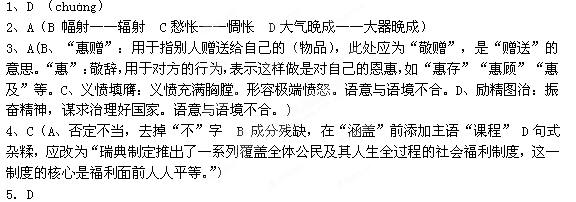 1、D （chuàng）
2、A（B 幅射——辐射 C愁怅——惆怅 D大气晚成——大器晚成）
3、A(B、“惠赠”：用于指别人赠送给自己的（物品），此处应为“敬赠”，是“赠送”的
意思。“惠”：敬辞，用于对方的行为，表示这样做是对自己的恩惠，如“惠存”“惠顾”“惠
及”等。C、义愤填膺：义愤充满胸膛。形容极端愤怒。语意与语境不合。D、励精图治：振
奋精神，谋求治理好国家。语意与语境不合。)
4、C（A、否定不当，去掉“不”字 B 成分残缺，在“涵盖”前添加主语“课程” D句式
杂糅，应改为“瑞典制定推出了一系列覆盖全体公民及其人生全过程的社会福利制度，这一
制度的核心是福利面前人人平等。”）
5．D